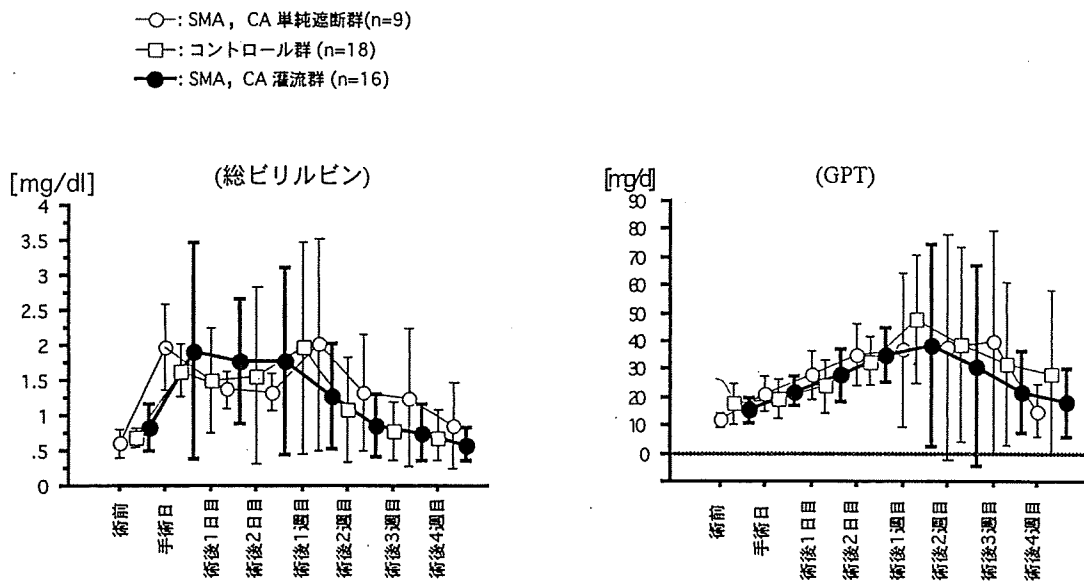 : SMA，CA 単純遮断群(n=9)
: コントロール群 (n=18)
: SMA，CA 灌流群 (n=16)
(総ビリルビン)
[mg/dl]
4
3.5
3
2.5
2
1.5
1
.5
0
術前
手術日
術後1日目
術後2日目
術後1週目
術後2週目
術後3週目
術後4週目
(GPT)
[mg/d]
90
80
70
60
50
40
30
20
10
0
術前
手術日
術後1日目
術後2日目
術後1週目
術後2週目
術後3週目
術後4週目